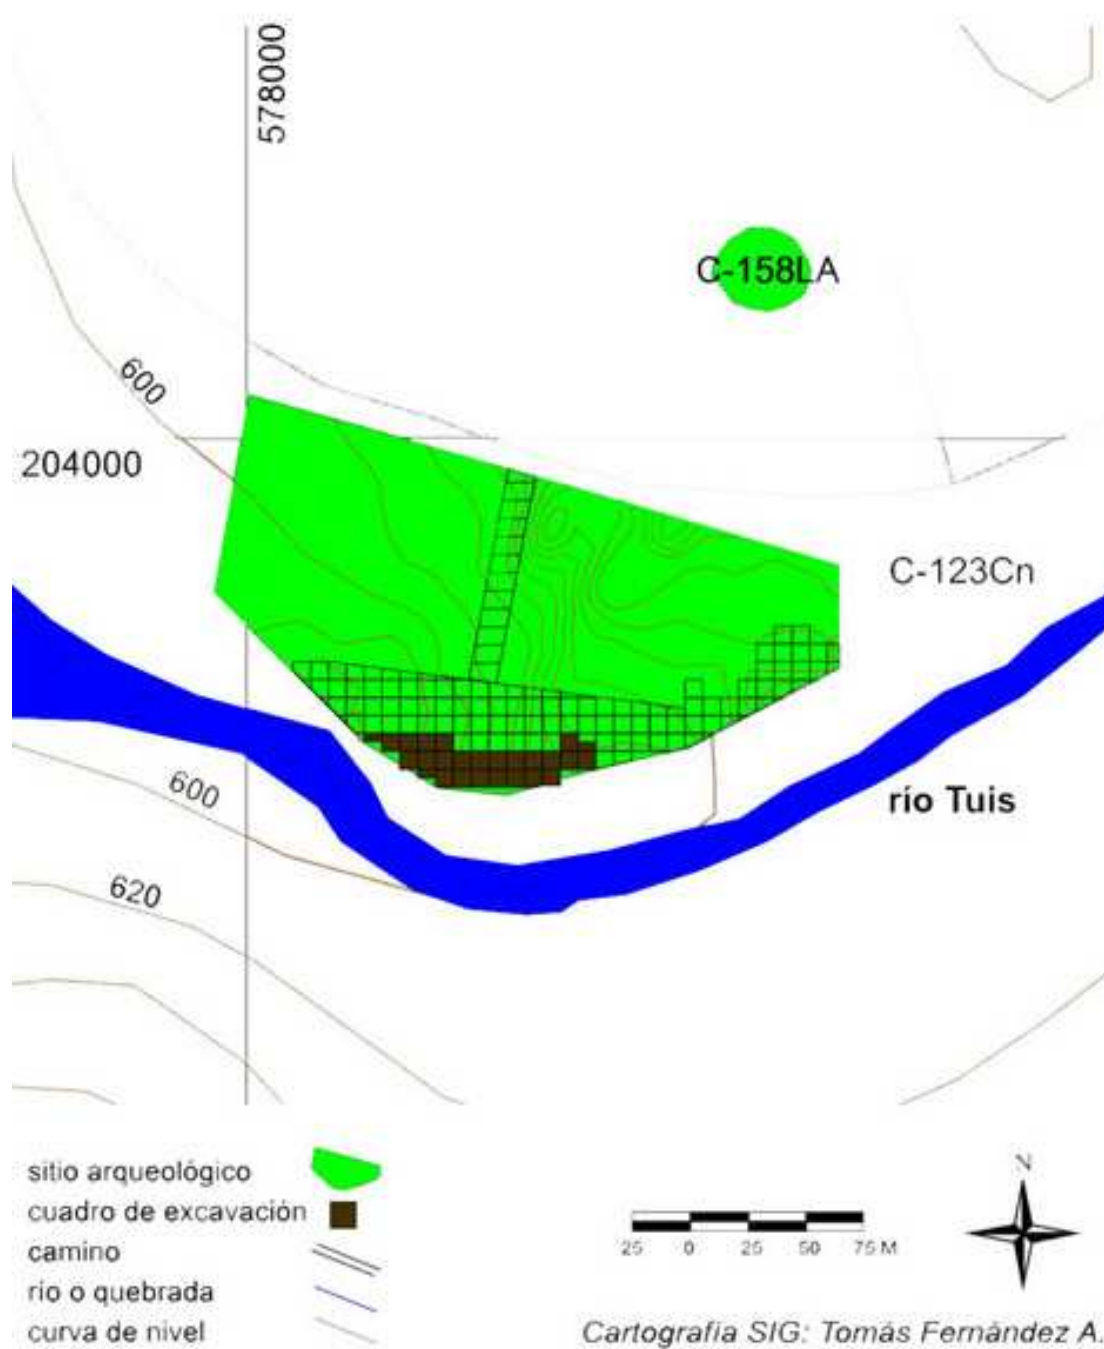 578000
C-158LA
600
204000
C-123Cn
600
río Tuis
620
sitio arqueológico
cuadro de excavación
camino
río o quebrada
curva de nivel
25 0 25 50 75 M
N
Cartografía SIG: Tomás Fernández A.